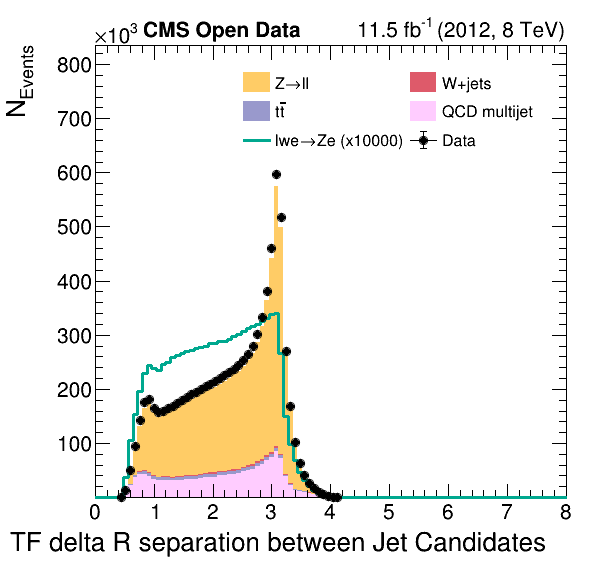 ×10³ CMS Open Data 11.5 fb⁻¹ (2012, 8 TeV)
N_Events
800
700
600
500
400
300
200
100
Z→ll W+jets
tt̄ QCD multijet
lwe→Ze (x10000) Data
0 1 2 3 4 5 6 7 8
TF delta R separation between Jet Candidates